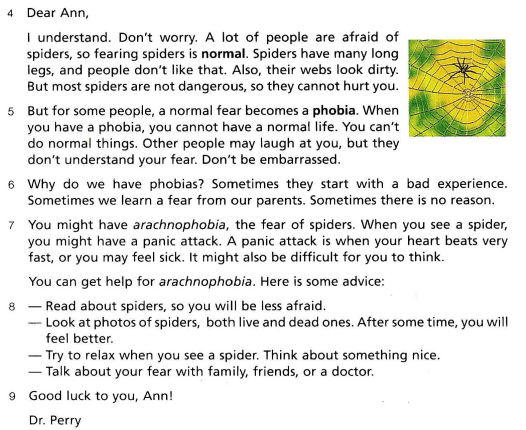 4 Dear Ann,
I understand. Don't worry. A lot of people are afraid of
spiders, so fearing spiders is normal. Spiders have many long
legs, and people don't like that. Also, their webs look dirty.
But most spiders are not dangerous, so they cannot hurt you.
5 But for some people, a normal fear becomes a phobia. When
you have a phobia, you cannot have a normal life. You can't
do normal things. Other people may laugh at you, but they
don't understand your fear. Don't be embarrassed.
6 Why do we have phobias? Sometimes they start with a bad experience.
Sometimes we learn a fear from our parents. Sometimes there is no reason.
7 You might have arachnophobia, the fear of spiders. When you see a spider,
you might have a panic attack. A panic attack is when your heart beats very
fast, or you may feel sick. It might also be difficult for you to think.
You can get help for arachnophobia. Here is some advice:
8 — Read about spiders, so you will be less afraid.
— Look at photos of spiders, both live and dead ones. After some time, you will
feel better.
— Try to relax when you see a spider. Think about something nice.
— Talk about your fear with family, friends, or a doctor.
9 Good luck to you, Ann!
Dr. Perry